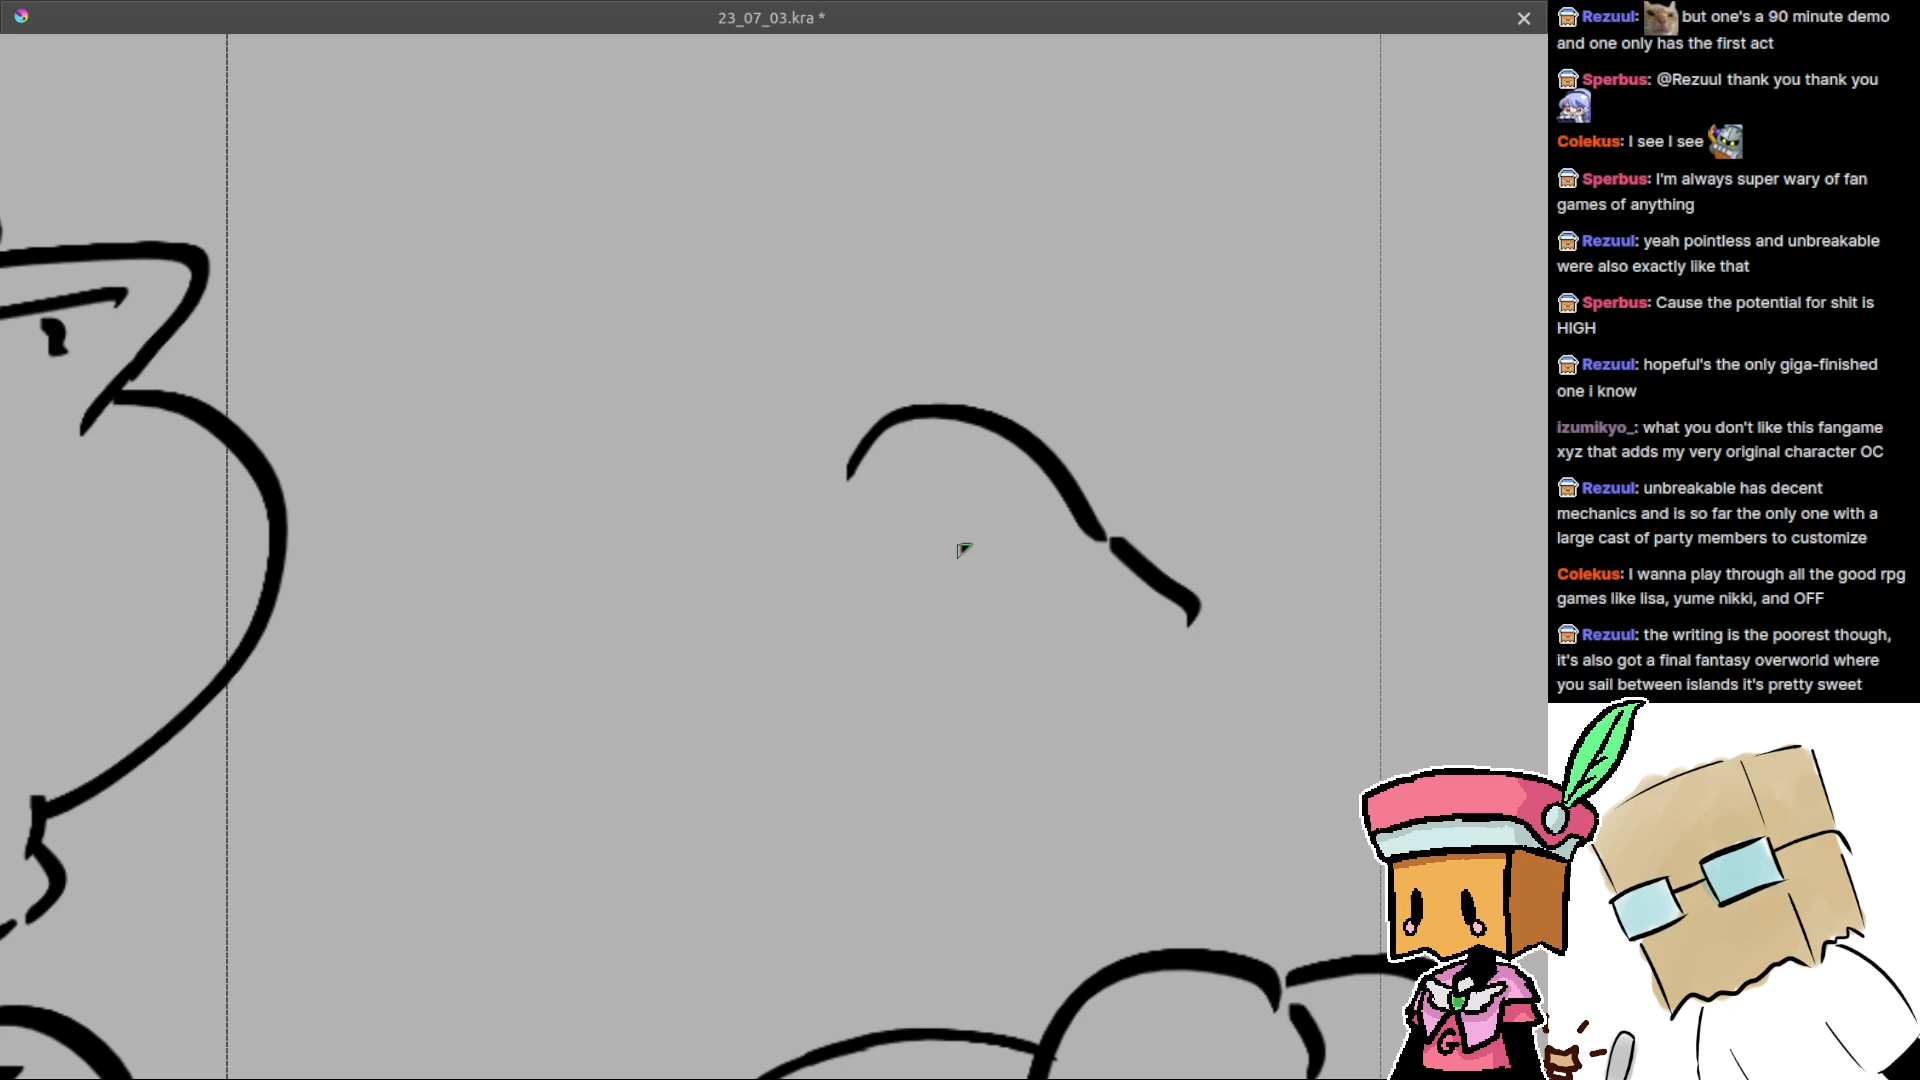 23_07_03.kra *
Rezuul: but one's a 90 minute demo
and one only has the first act
Sperbus: @Rezuul thank you thank you
Colekus: I see I see
Sperbus: I'm always super wary of fan
games of anything
Rezuul: yeah pointless and unbreakable
were also exactly like that
Sperbus: Cause the potential for shit is
HIGH
Rezuul: hopeful's the only giga-finished
one i know
izumikyo_: what you don't like this fangame
xyz that adds my very original character OC
Rezuul: unbreakable has decent
mechanics and is so far the only one with a
large cast of party members to customize
Colekus: I wanna play through all the good rpg
games like lisa, yume nikki, and OFF
Rezuul: the writing is the poorest though,
it's also got a final fantasy overworld where
you sail between islands it's pretty sweet
G